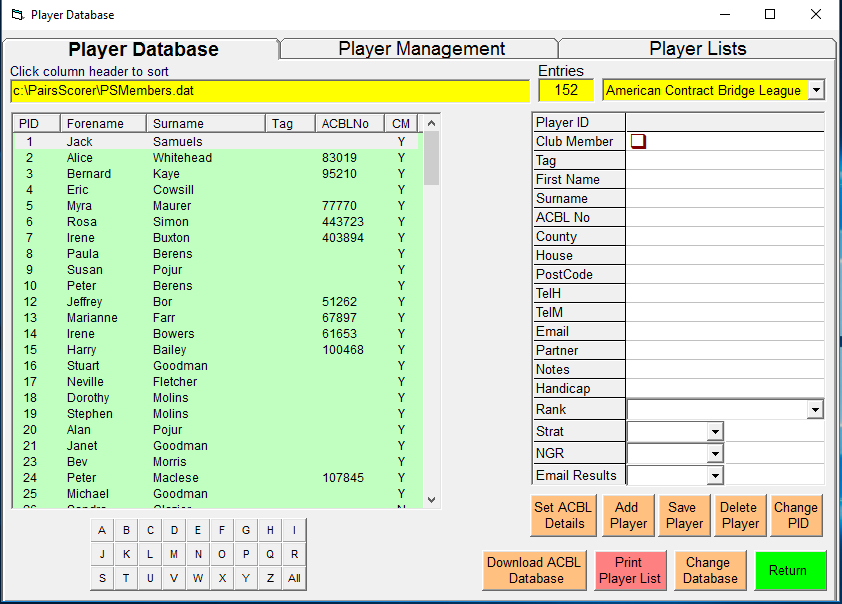 Player Database
Player Database Player Management Player Lists
Click column header to sort Entries
c:\PairsScorer\PSMembers.dat 152 American Contract Bridge League
PID Forename Surname Tag ACBLNo CM
1 Jack Samuels Y
2 Alice Whitehead 83019 Y
3 Bernard Kaye 95210 Y
4 Eric Cowsill Y
5 Myra Maurer 77770 Y
6 Rosa Simon 443723 Y
7 Irene Buxton 403894 Y
8 Paula Berens Y
9 Susan Pojur Y
10 Peter Berens Y
12 Jeffrey Bor 51262 Y
13 Marianne Farr 67897 Y
14 Irene Bowers 61653 Y
15 Harry Bailey 100468 Y
16 Stuart Goodman Y
17 Neville Fletcher Y
18 Dorothy Molins Y
19 Stephen Molins Y
20 Alan Pojur Y
21 Janet Goodman Y
23 Bev Morris Y
24 Peter Maclese 107845 Y
25 Michael Goodman Y
Player ID
Club Member
Tag
First Name
Surname
ACBL No
County
House
PostCode
TelH
TelM
Email
Partner
Notes
Handicap
Rank
Strat
NGR
Email Results
A B C D E F G H I
J K L M N O P Q R
S T U V W X Y Z All
Set ACBL Details
Add Player
Save Player
Delete Player
Change PID
Download ACBL Database
Print Player List
Change Database
Return